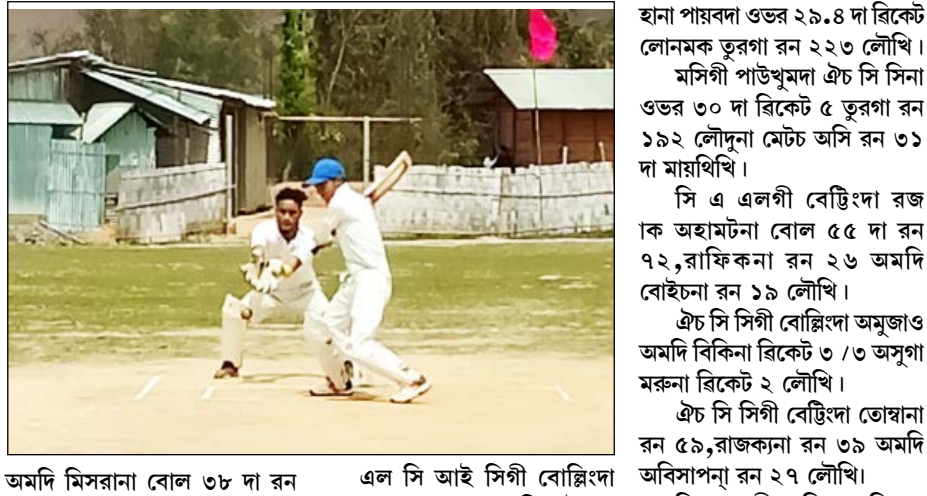 অমদি মিসরানা বোল ৩৮ দা রন
এল সি আই সিগী বোল্লিংদা
হানা পায়বদা ওভর ২৯.৪ দা ৱিকেট
লোনমক তুরগা রন ২২৩ লৌখি।
মসিগী পাউখুমদা ঐচ সি সিনা
ওভর ৩০ দা ৱিকেট ৫ তুরগা রন
১৯২ লৌদুনা মেটচ অসি রন ৩১
দা মায়থিখি।
সি এ এলগী বেট্টিংদা রজ
াক অহামটনা বোল ৫৫ দা রন
৭২,রাফিকনা রন ২৬ অমদি
বোইচনা রন ১৯ লৌখি।
ঐচ সি সিগী বোল্লিংদা অমুজাও
অমদি বিকিনা ৱিকেট ৩ /৩ অসুগা
মরুনা ৱিকেট ২ লৌখি।
ঐচ সি সিগী বেট্টিংদা তোম্বানা
রন ৫৯,রাজক্যনা রন ৩৯ অমদি
অবিসাপনা্ রন ২৭ লৌখি।